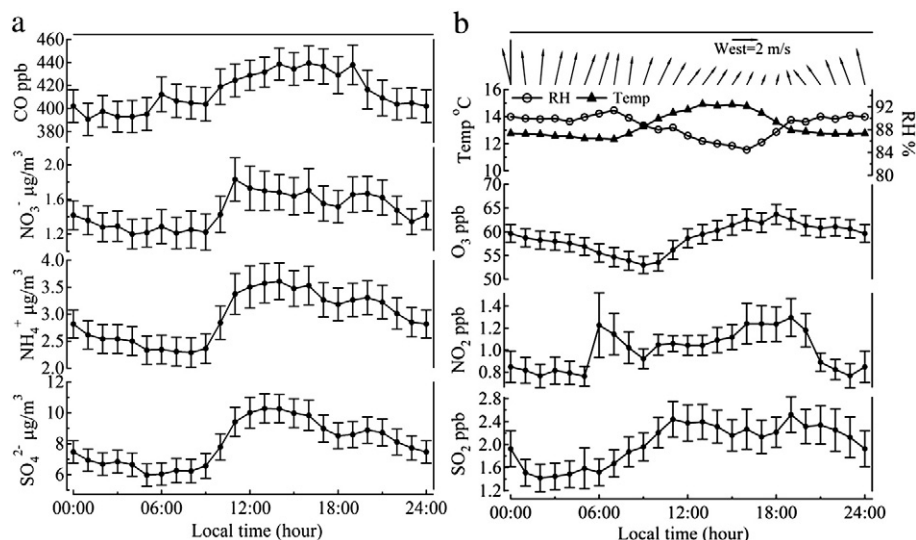 a
CO ppb
460
440
420
400
380
NO₃⁻ μg/m³
2.0
1.6
1.2
NH₄⁺ μg/m³
4.0
3.5
3.0
2.5
2.0
SO₄²⁻ μg/m³
12
10
8
6
00:00 06:00 12:00 18:00 24:00
Local time (hour)
b
West=2 m/s
RH Temp
Temp °C
16
14
12
10
RH %
92
88
84
80
O₃ ppb
70
65
60
55
50
NO₂ ppb
1.6
1.2
1.0
0.8
SO₂ ppb
2.8
2.4
2.0
1.6
1.2
00:00 06:00 12:00 18:00 24:00
Local time (hour)